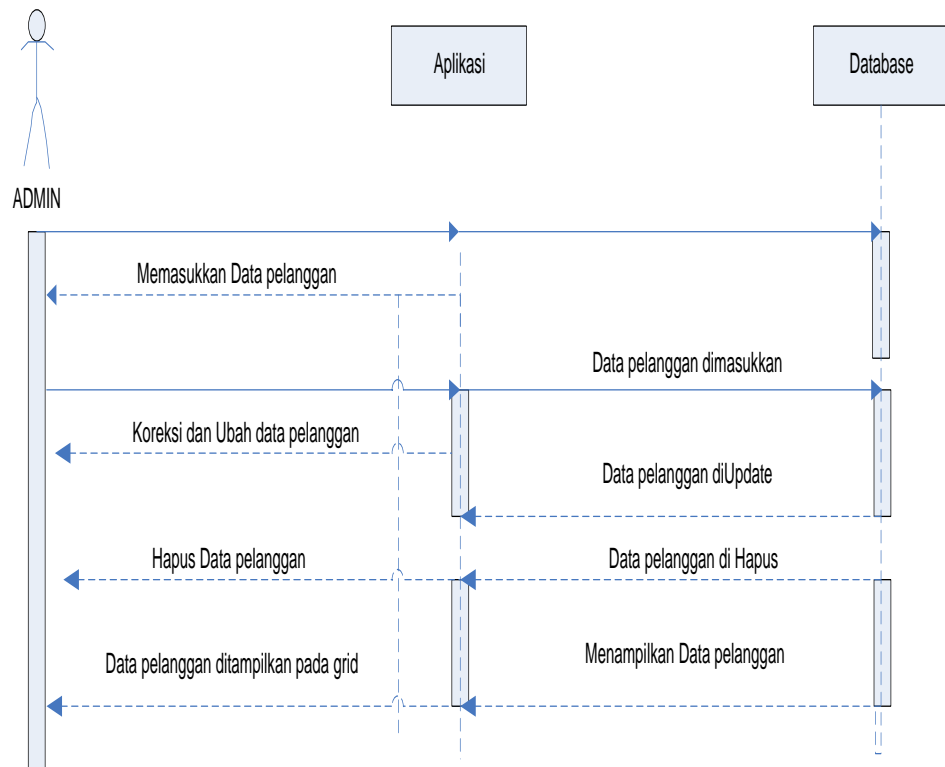 Aplikasi
Database
ADMIN
Memasukkan Data pelanggan
Data pelanggan dimasukkan
Koreksi dan Ubah data pelanggan
Data pelanggan diUpdate
Hapus Data pelanggan
Data pelanggan di Hapus
Data pelanggan ditampilkan pada grid
Menampilkan Data pelanggan